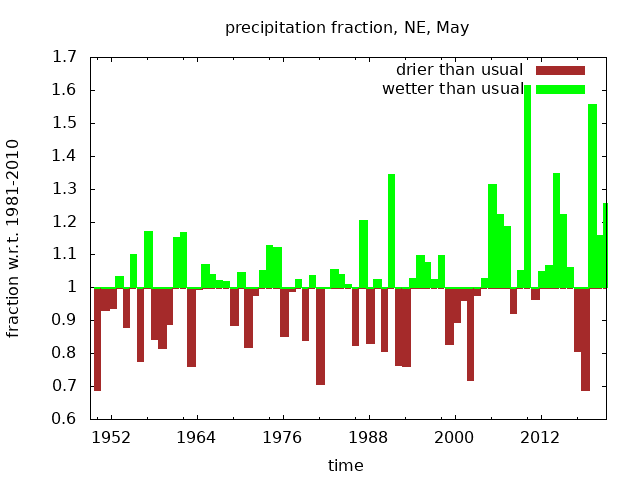 precipitation fraction, NE, May
drier than usual
wetter than usual
fraction w.r.t. 1981-2010
1.7
1.6
1.5
1.4
1.3
1.2
1.1
1
0.9
0.8
0.7
0.6
1952 1964 1976 1988 2000 2012
time